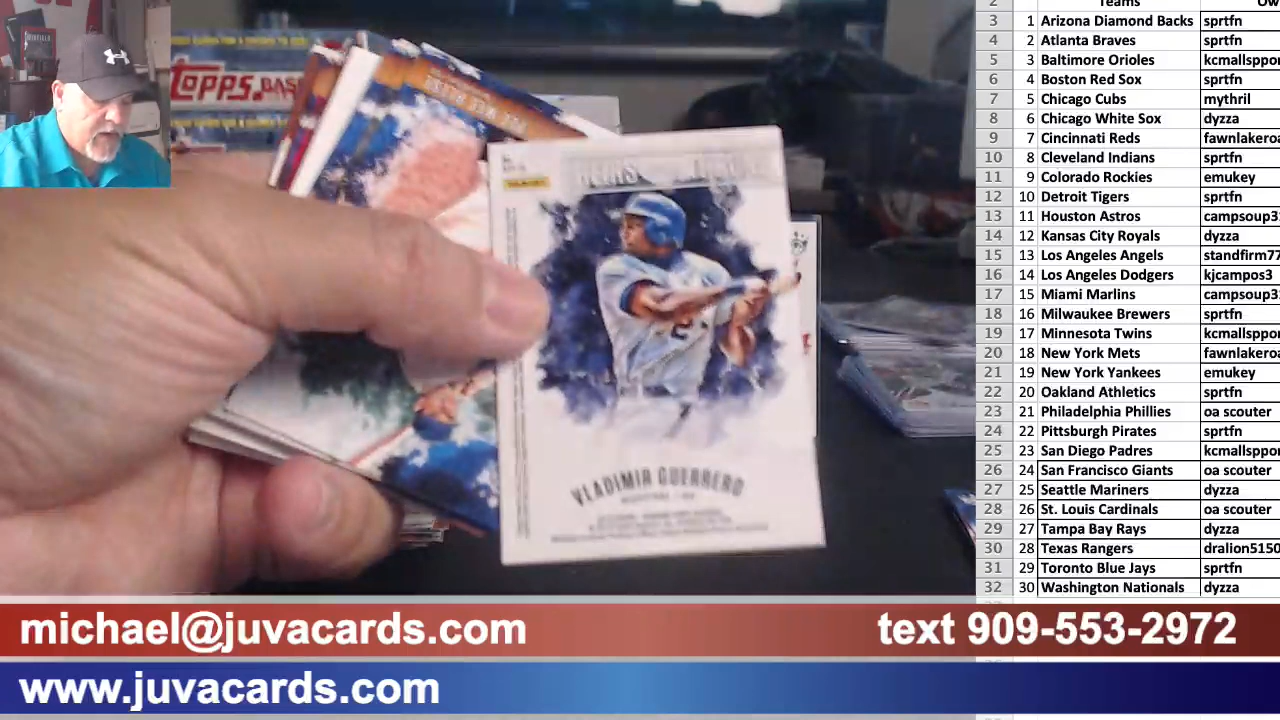 TOPPS BASE
VLADIMIR GUERRERO
2 Teams Ow
3 1 Arizona Diamond Backs sprtfn
4 2 Atlanta Braves sprtfn
5 3 Baltimore Orioles kcmallsppor
6 4 Boston Red Sox sprtfn
7 5 Chicago Cubs mythril
8 6 Chicago White Sox dyzza
9 7 Cincinnati Reds fawnlakeroa
10 8 Cleveland Indians sprtfn
11 9 Colorado Rockies emukey
12 10 Detroit Tigers sprtfn
13 11 Houston Astros campsoup31
14 12 Kansas City Royals dyzza
15 13 Los Angeles Angels standfirm77
16 14 Los Angeles Dodgers kjcampos3
17 15 Miami Marlins campsoup31
18 16 Milwaukee Brewers sprtfn
19 17 Minnesota Twins kcmallsppor
20 18 New York Mets fawnlakeroa
21 19 New York Yankees emukey
22 20 Oakland Athletics sprtfn
23 21 Philadelphia Phillies oa scouter
24 22 Pittsburgh Pirates sprtfn
25 23 San Diego Padres kcmallsppor
26 24 San Francisco Giants oa scouter
27 25 Seattle Mariners dyzza
28 26 St. Louis Cardinals oa scouter
29 27 Tampa Bay Rays dyzza
30 28 Texas Rangers dralion5150
31 29 Toronto Blue Jays sprtfn
32 30 Washington Nationals dyzza
michael@juvacards.com
text 909-553-2972
www.juvacards.com